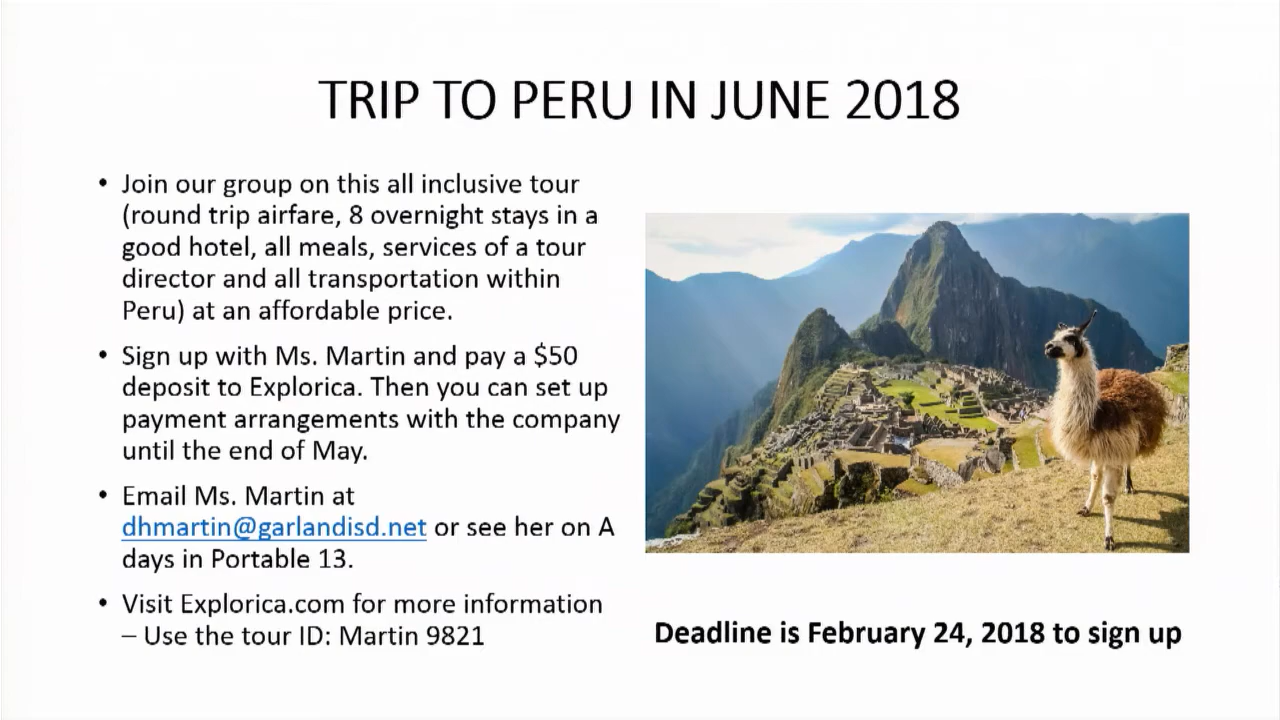 TRIP TO PERU IN JUNE 2018
• Join our group on this all inclusive tour
(round trip airfare, 8 overnight stays in a
good hotel, all meals, services of a tour
director and all transportation within
Peru) at an affordable price.
• Sign up with Ms. Martin and pay a $50
deposit to Explorica. Then you can set up
payment arrangements with the company
until the end of May.
• Email Ms. Martin at
dhmartin@garlandisd.net or see her on A
days in Portable 13.
• Visit Explorica.com for more information
– Use the tour ID: Martin 9821
Deadline is February 24, 2018 to sign up